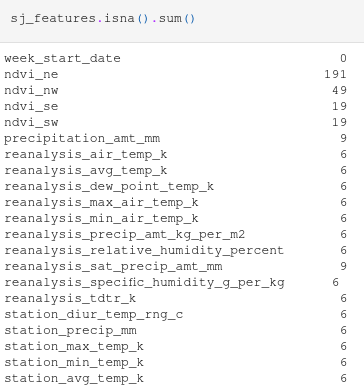 sj_features.isna().sum()
week_start_date 0
ndvi_ne 191
ndvi_nw 49
ndvi_se 19
ndvi_sw 19
precipitation_amt_mm 9
reanalysis_air_temp_k 6
reanalysis_avg_temp_k 6
reanalysis_dew_point_temp_k 6
reanalysis_max_air_temp_k 6
reanalysis_min_air_temp_k 6
reanalysis_precip_amt_kg_per_m2 6
reanalysis_relative_humidity_percent 6
reanalysis_sat_precip_amt_mm 9
reanalysis_specific_humidity_g_per_kg 6
reanalysis_tdtr_k 6
station_diur_temp_rng_c 6
station_precip_mm 6
station_max_temp_k 6
station_min_temp_k 6
station_avg_temp_k 6